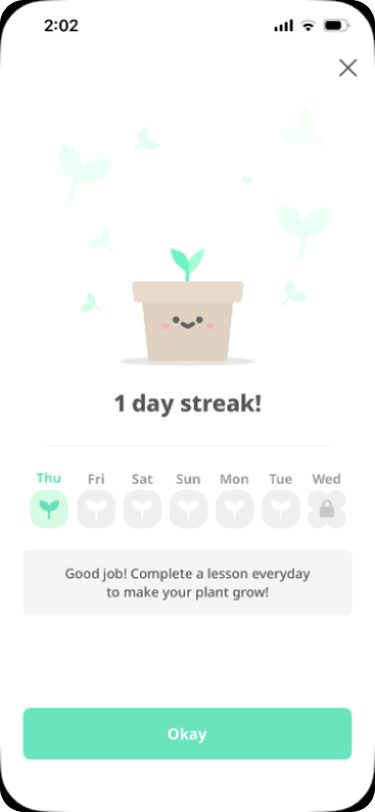 2:02
1 day streak!
Thu Fri Sat Sun Mon Tue Wed
Good job! Complete a lesson everyday
to make your plant grow!
Okay